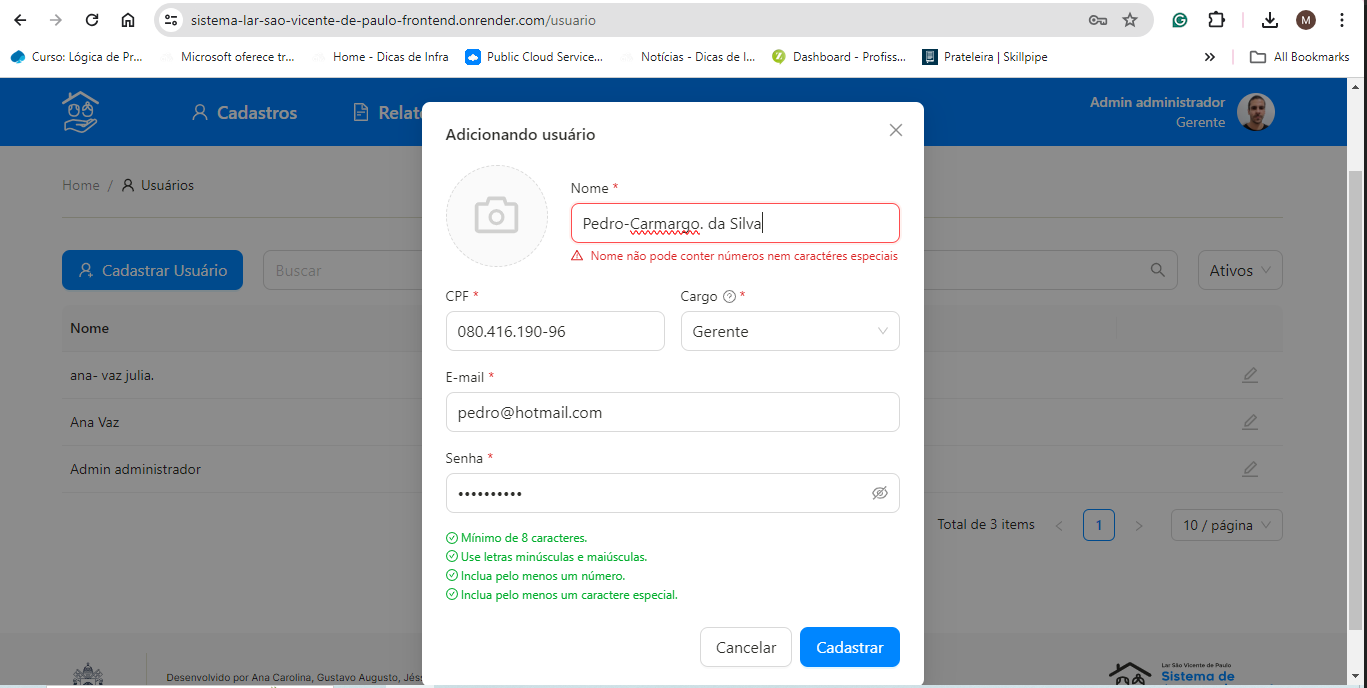 sistema-lar-sao-vicente-de-paulo-frontend.onrender.com/usuario
M
Curso: Lógica de Pr... Microsoft oferece tr... Home - Dicas de Infra Public Cloud Service... Notícias - Dicas de I... Dashboard - Profiss... Prateleira | Skillpipe » All Bookmarks
Cadastros
Admin administrador
Gerente
Home / Usuários
Cadastrar Usuário
Buscar
Ativos
Nome
ana- vaz julia.
Ana Vaz
Admin administrador
Total de 3 items < 1 > 10 / página
Adicionando usuário
Nome *
Pedro-Carmargo. da Silva
Nome não pode conter números nem caractéres especiais
CPF * Cargo *
080.416.190-96 Gerente
E-mail *
pedro@hotmail.com
Senha *
••••••••••
Mínimo de 8 caracteres.
Use letras minúsculas e maiúsculas.
Inclua pelo menos um número.
Inclua pelo menos um caractere especial.
Cancelar Cadastrar
Desenvolvido por Ana Carolina, Gustavo Augusto,
Lar São Vicente de Paulo
Sistema de